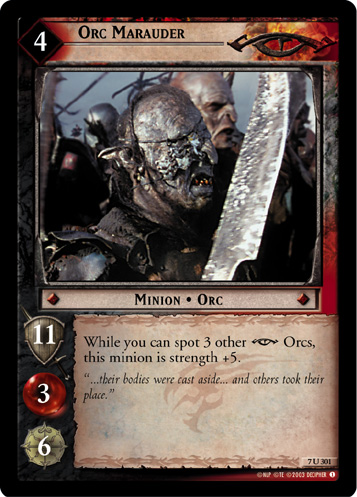 4
ORC MARAUDER
MINION • ORC
11
3
6
While you can spot 3 other Orcs,
this minion is strength +5.
“...their bodies were cast aside... and others took their
place.”
7 U 301
©NLP ™TE ©2003 DECIPHER